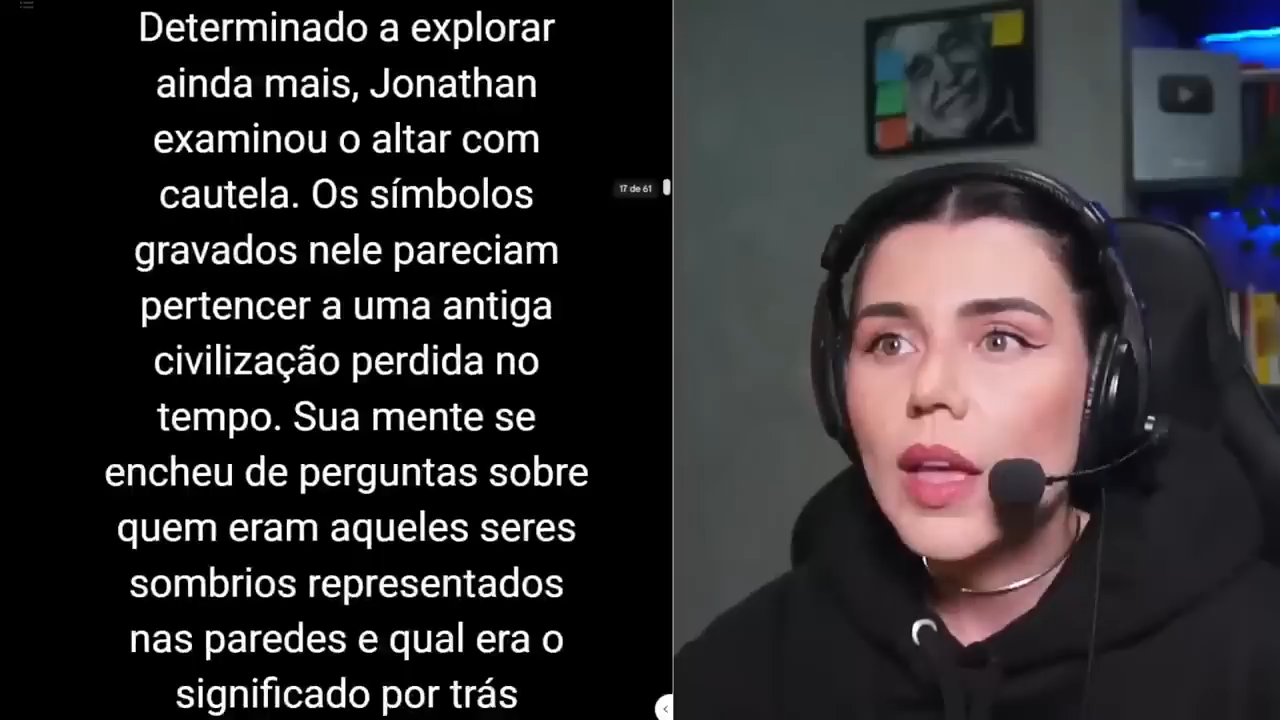 Determinado a explorar
ainda mais, Jonathan
examinou o altar com
cautela. Os símbolos
gravados nele pareciam
pertencer a uma antiga
civilização perdida no
tempo. Sua mente se
encheu de perguntas sobre
quem eram aqueles seres
sombrios representados
nas paredes e qual era o
significado por trás
17 de 61